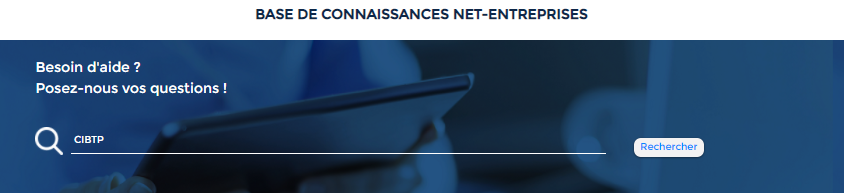 BASE DE CONNAISSANCES NET-ENTREPRISES
Besoin d'aide ?
Posez-nous vos questions !
CIBTP
Rechercher